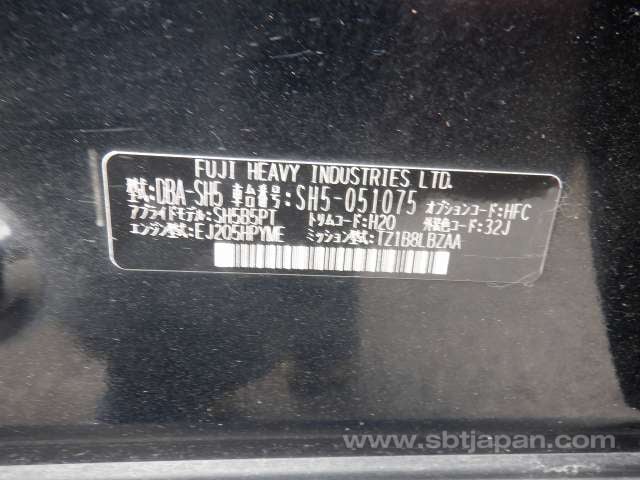 FUJI HEAVY INDUSTRIES LTD.
型式:DBA-SH5 車台番号:SH5-051075 オプションコード:HFC
アプライドモデル:SH5B5PT トリムコード:H20 外装色コード:32J
エンジン型式:EJ205HPYME ミッション型式:TZ1B8LBZAA
www.sbtjapan.com